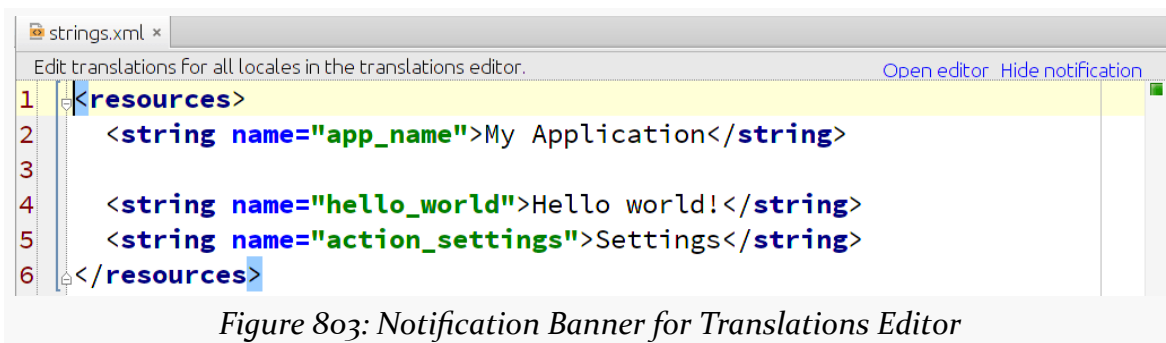 strings.xml ×
Edit translations for all locales in the translations editor. Open editor Hide notification
1 <resources>
2 <string name="app_name">My Application</string>
3
4 <string name="hello_world">Hello world!</string>
5 <string name="action_settings">Settings</string>
6 </resources>
Figure 803: Notification Banner for Translations Editor